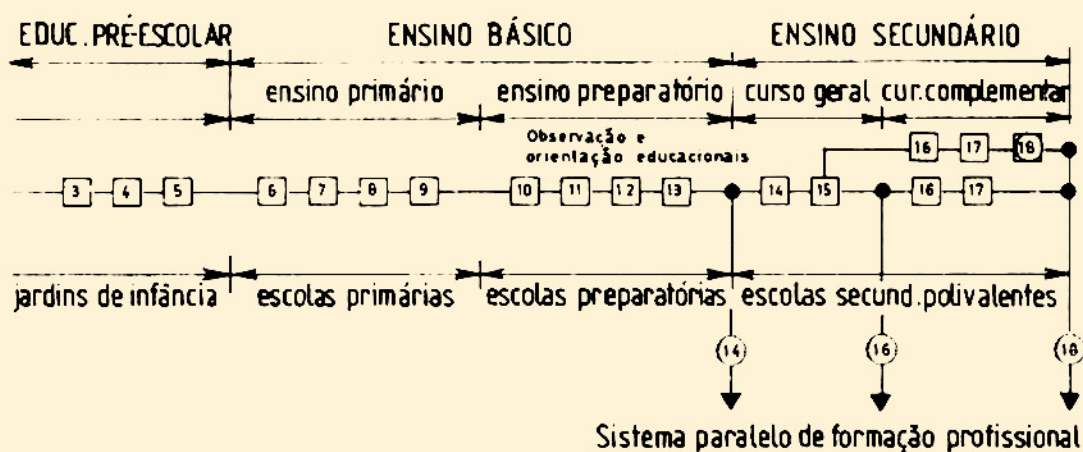 EDUC. PRÉ-ESCOLAR ENSINO BÁSICO ENSINO SECUNDÁRIO
ensino primário ensino preparatório curso geral cur.complementar
Observação e
orientação educacionais
16 17 18
3 4 5 6 7 8 9 10 11 12 13 14 15 16 17
jardins de infância escolas primárias escolas preparatórias escolas secund.polivalentes
14 16 18
Sistema paralelo de formação profissional